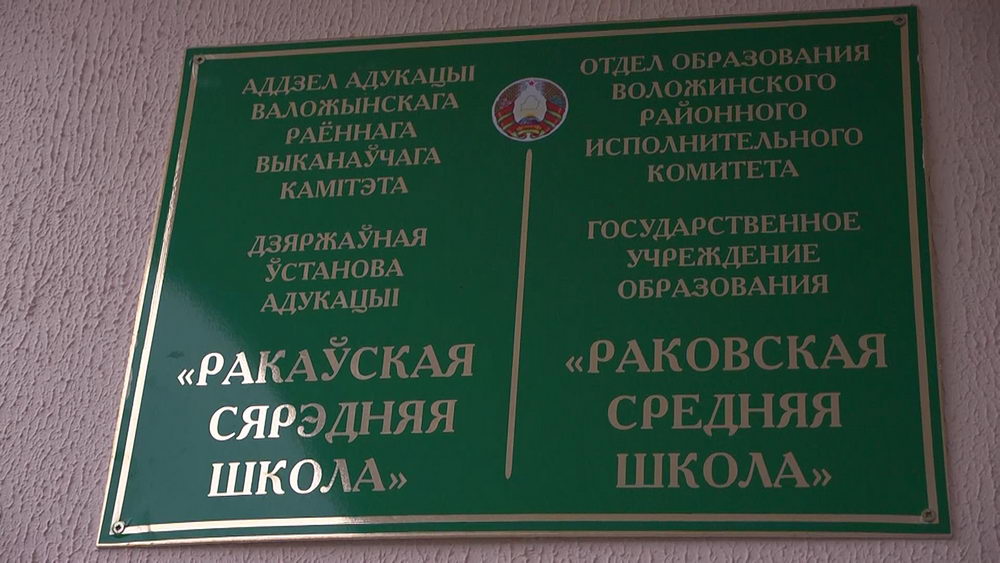 АДДЗЕЛ АДУКАЦЫІ
ВАЛОЖЫНСКАГА
РАЁННАГА
ВЫКАНАЎЧАГА
КАМІТЭТА
ДЗЯРЖАЎНАЯ
ЎСТАНОВА
АДУКАЦЫІ
«РАКАЎСКАЯ
СЯРЭДНЯЯ
ШКОЛА»
ОТДЕЛ ОБРАЗОВАНИЯ
ВОЛОЖИНСКОГО
РАЙОННОГО
ИСПОЛНИТЕЛЬНОГО
КОМИТЕТА
ГОСУДАРСТВЕННОЕ
УЧРЕЖДЕНИЕ
ОБРАЗОВАНИЯ
«РАКОВСКАЯ
СРЕДНЯЯ
ШКОЛА»